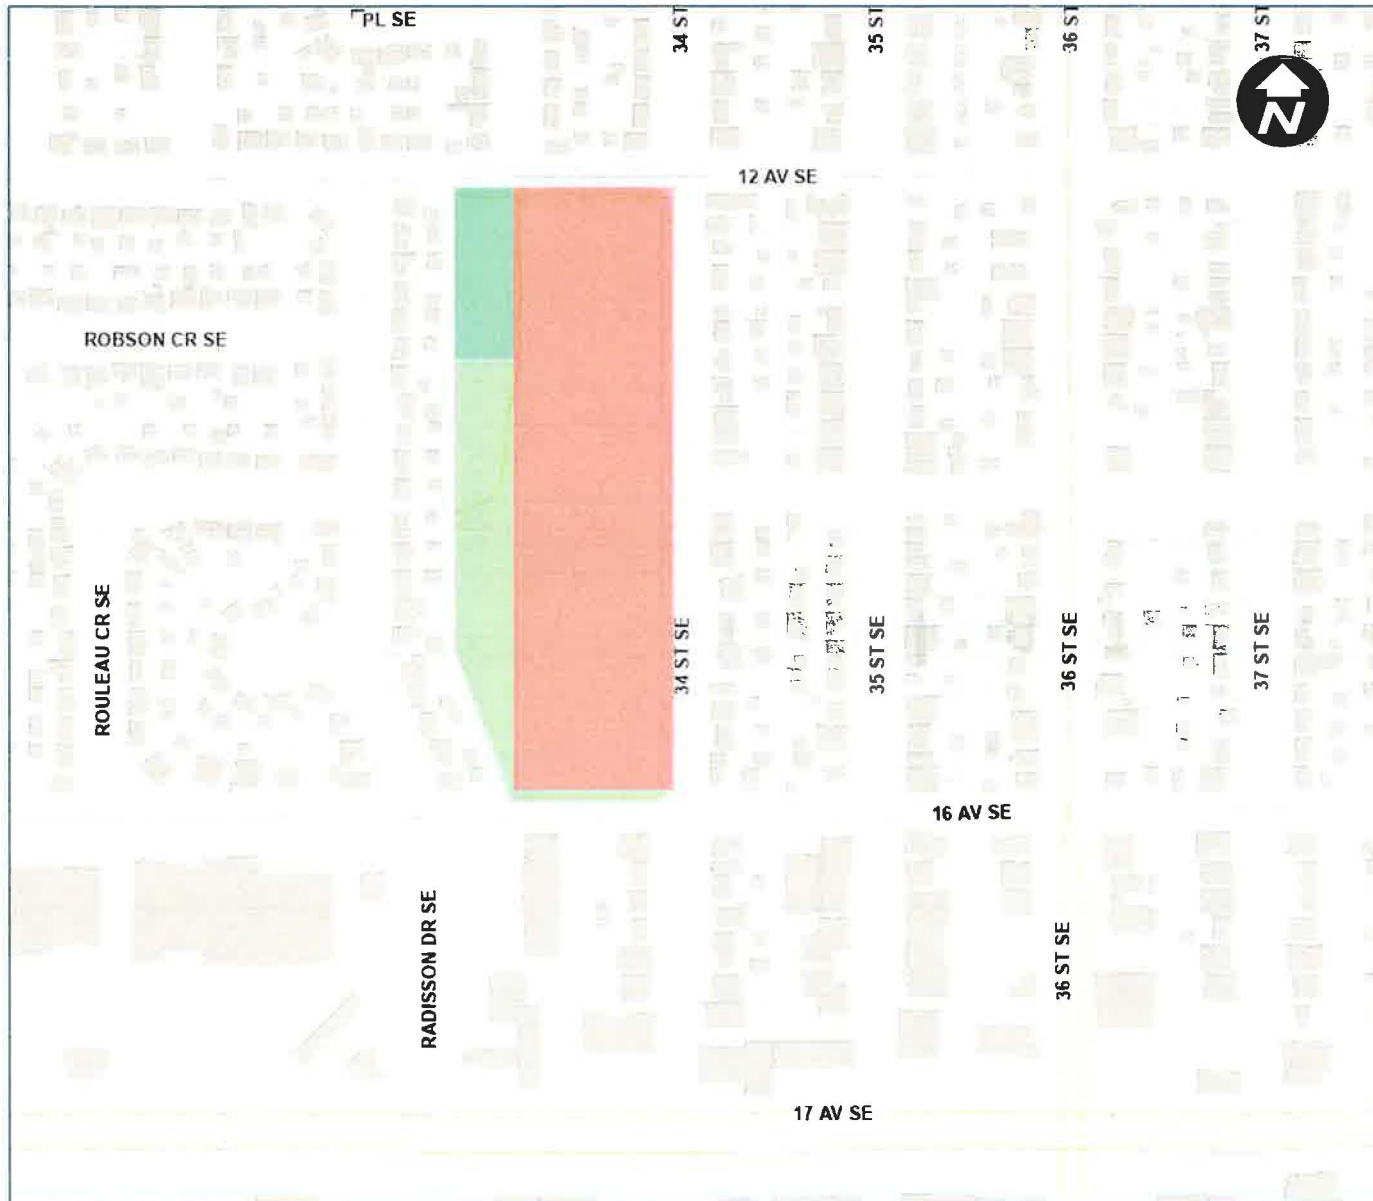 PL SE
34 ST
35 ST
36 ST
37 ST
N
12 AV SE
ROBSON CR SE
ROULEAU CR SE
34 ST SE
35 ST SE
36 ST SE
37 ST SE
16 AV SE
RADISSON DR SE
36 ST SE
17 AV SE